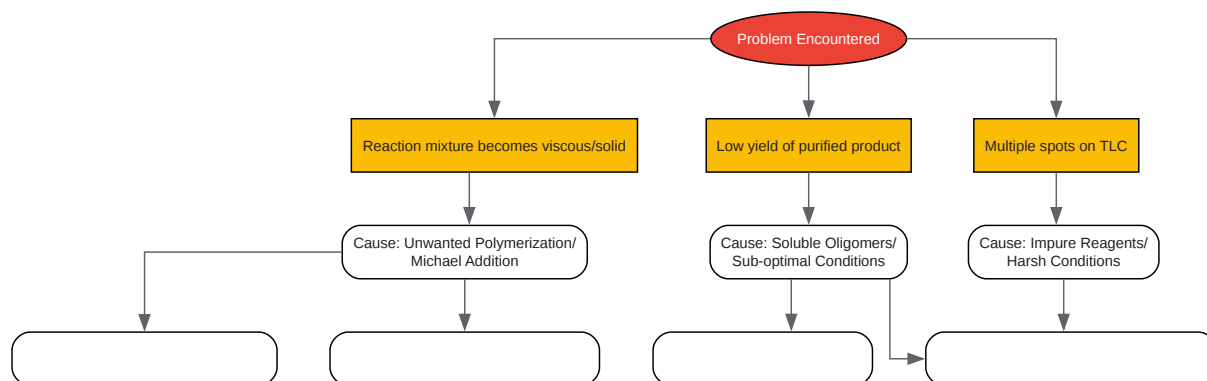 Problem Encountered
Reaction mixture becomes viscous/solid
Low yield of purified product
Multiple spots on TLC
Cause: Unwanted Polymerization/
Michael Addition
Cause: Soluble Oligomers/
Sub-optimal Conditions
Cause: Impure Reagents/
Harsh Conditions